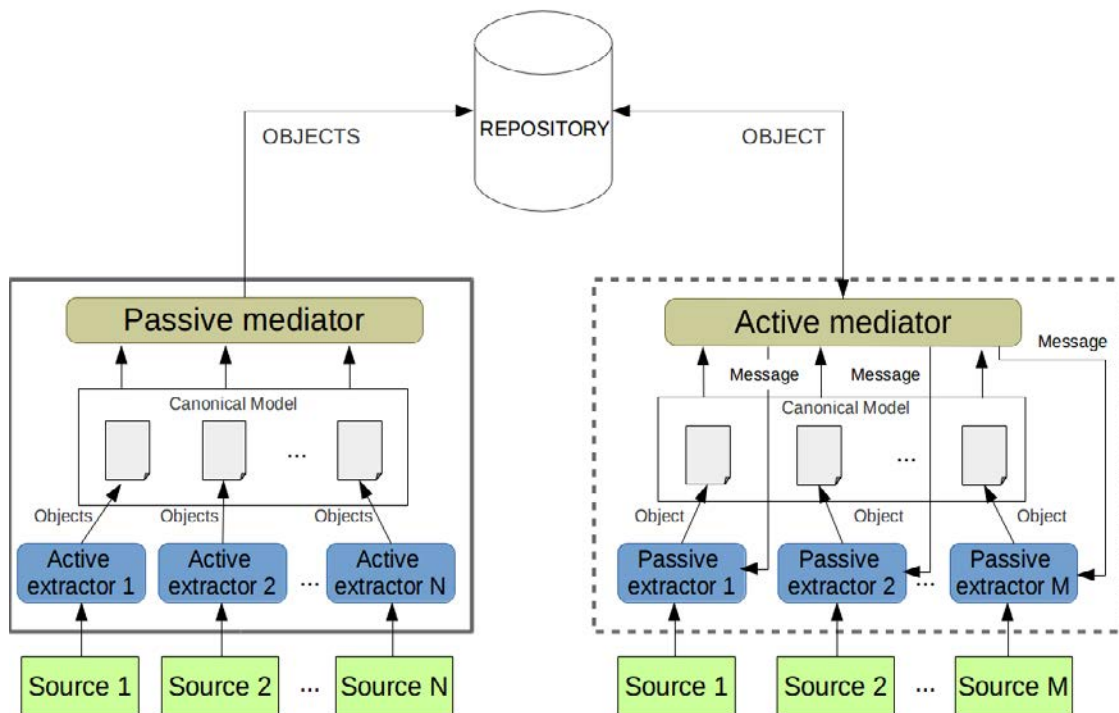 REPOSITORY
OBJECTS
OBJECT
Passive mediator
Canonical Model
...
Objects
Objects
Objects
Active
extractor 1
Active
extractor 2
...
Active
extractor N
Source 1
Source 2
...
Source N
Active mediator
Message
Message
Message
Canonical Model
...
Object
Object
Object
Passive
extractor 1
Passive
extractor 2
...
Passive
extractor M
Source 1
Source 2
...
Source M